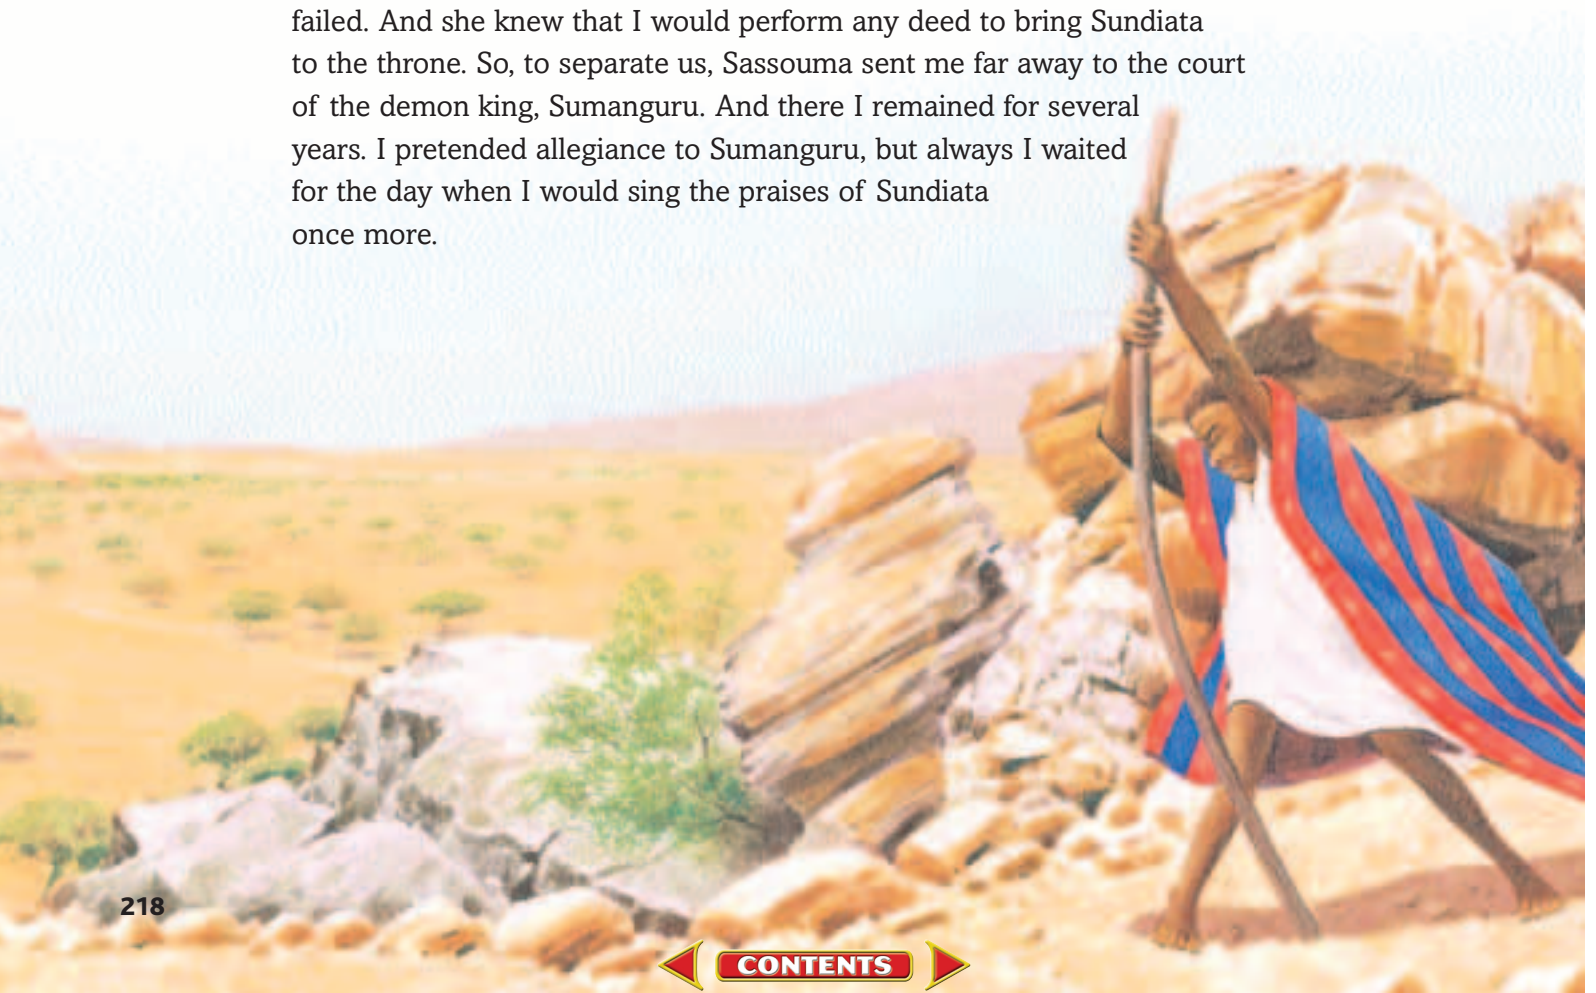 failed. And she knew that I would perform any deed to bring Sundiata
to the throne. So, to separate us, Sassouma sent me far away to the court
of the demon king, Sumanguru. And there I remained for several
years. I pretended allegiance to Sumanguru, but always I waited
for the day when I would sing the praises of Sundiata
once more.
218
CONTENTS